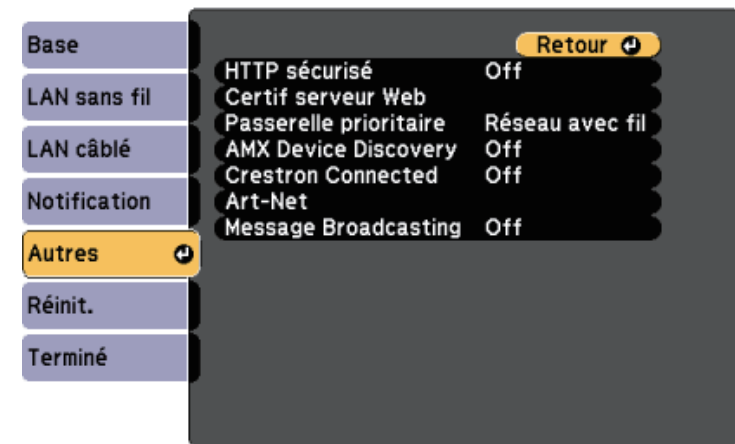 Base
LAN sans fil
LAN câblé
Notification
Autres
Réinit.
Terminé
Retour
HTTP sécurisé Off
Certif serveur Web
Passerelle prioritaire Réseau avec fil
AMX Device Discovery Off
Crestron Connected Off
Art-Net
Message Broadcasting Off